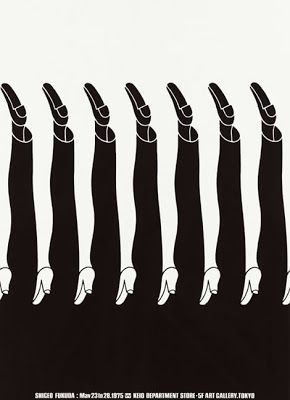 SHIGEO FUKUDA : May 23 to 28. 1975 KEIO DEPARTMENT STORE·5F ART GALLERY, TOKYO